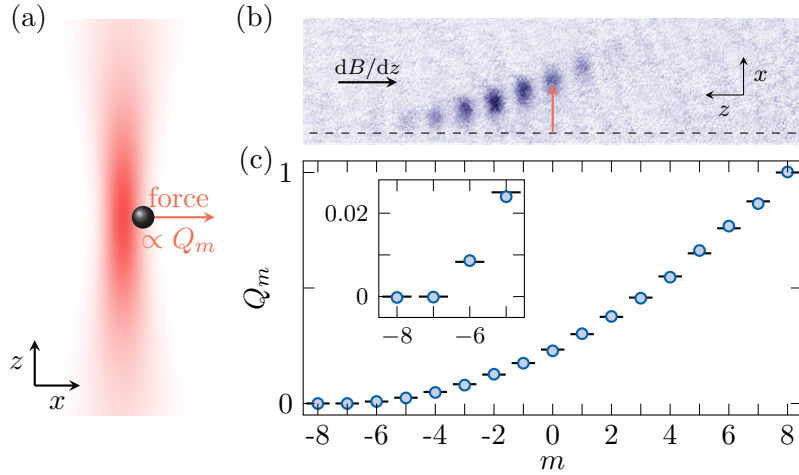 (a)
force
∝ Q_m
z
x
(b)
dB/dz
x
z
(c)
1
0
Q_m
0.02
0
−8
−6
-8
-6
-4
-2
0
2
4
6
8
m